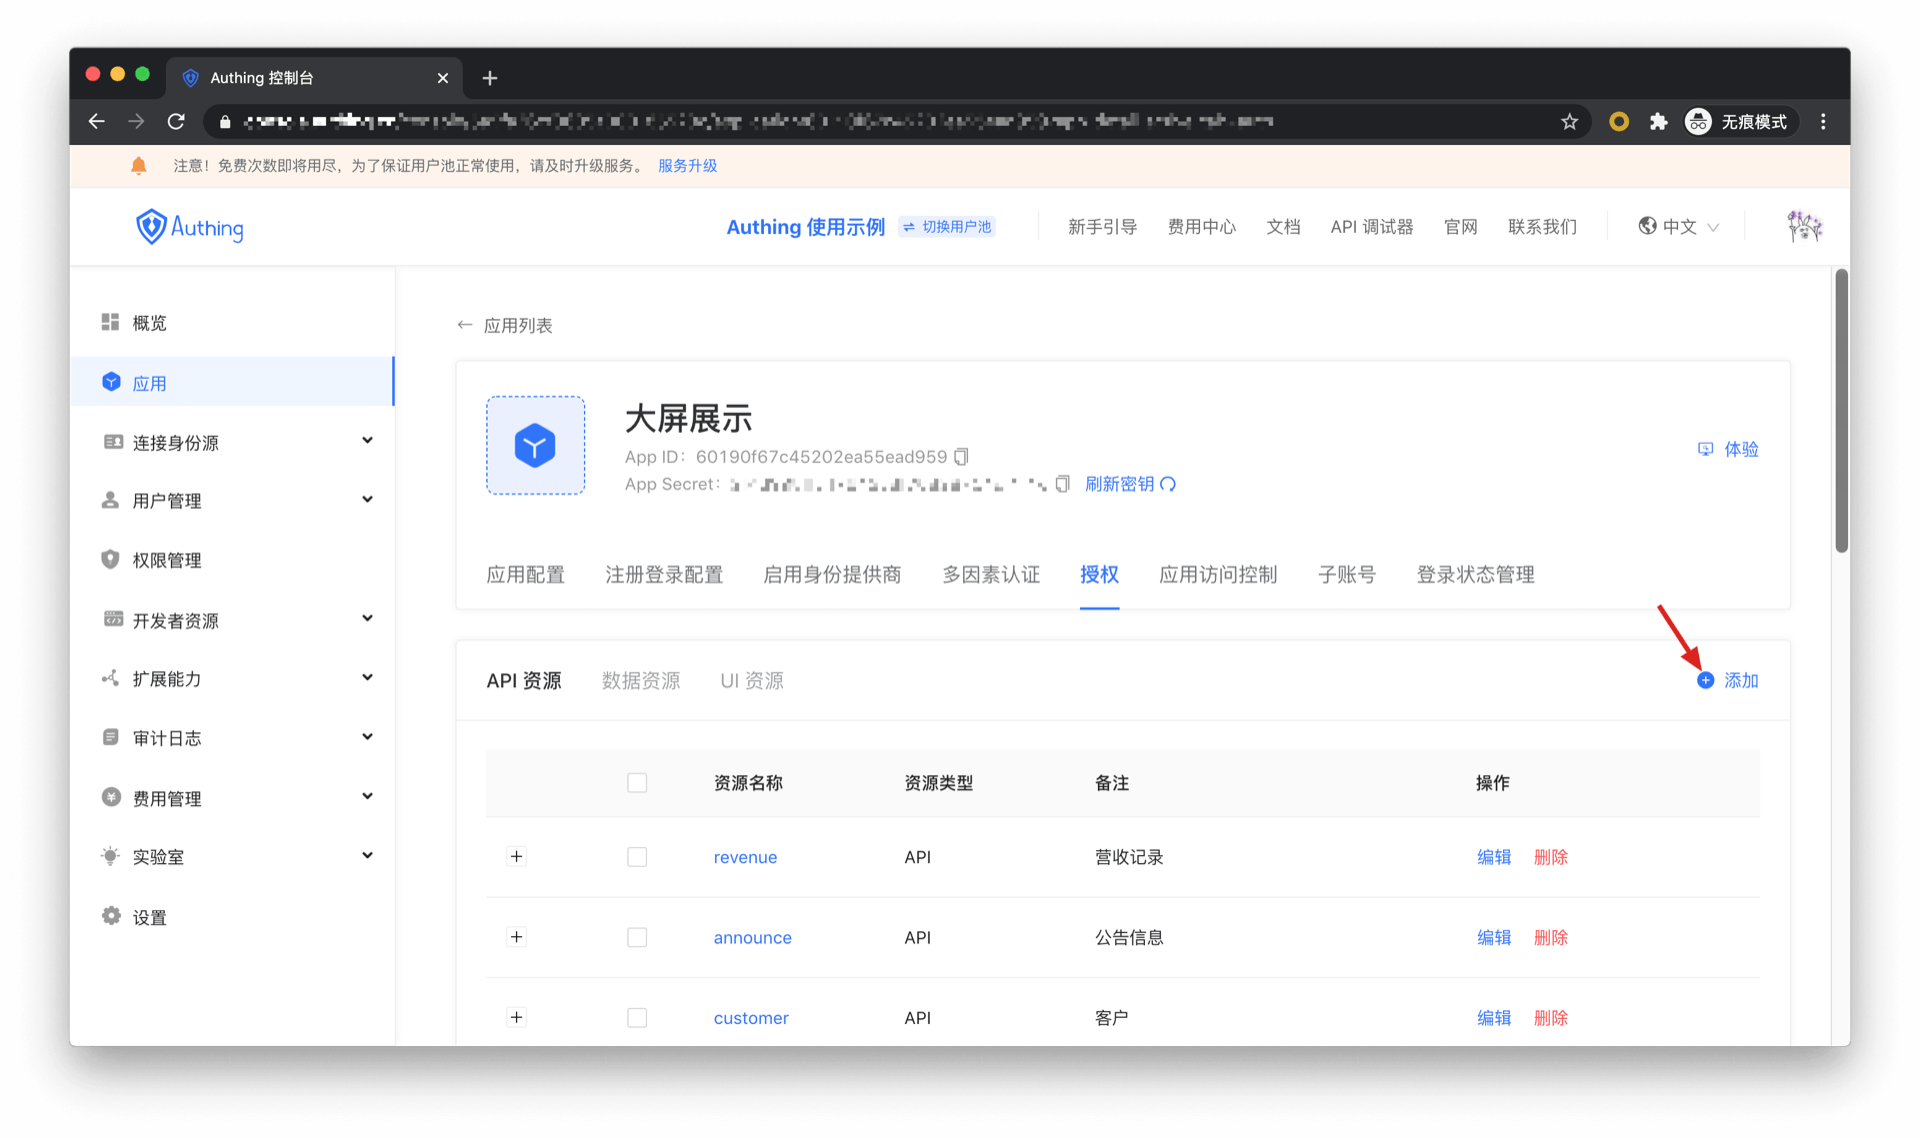 Authing 控制台
无痕模式
注意！免费次数即将用尽，为了保证用户池正常使用，请及时升级服务。 服务升级
Authing
Authing 使用示例 切换用户池 新手引导 费用中心 文档 API 调试器 官网 联系我们 中文
概览
应用
连接身份源
用户管理
权限管理
开发者资源
扩展能力
审计日志
费用管理
实验室
设置
← 应用列表
大屏展示
App ID： 60190f67c45202ea55ead959
App Secret： 刷新密钥
体验
应用配置 注册登录配置 启用身份提供商 多因素认证 授权 应用访问控制 子账号 登录状态管理
API 资源 数据资源 UI 资源 添加
资源名称 资源类型 备注 操作
revenue API 营收记录 编辑 删除
announce API 公告信息 编辑 删除
customer API 客户 编辑 删除